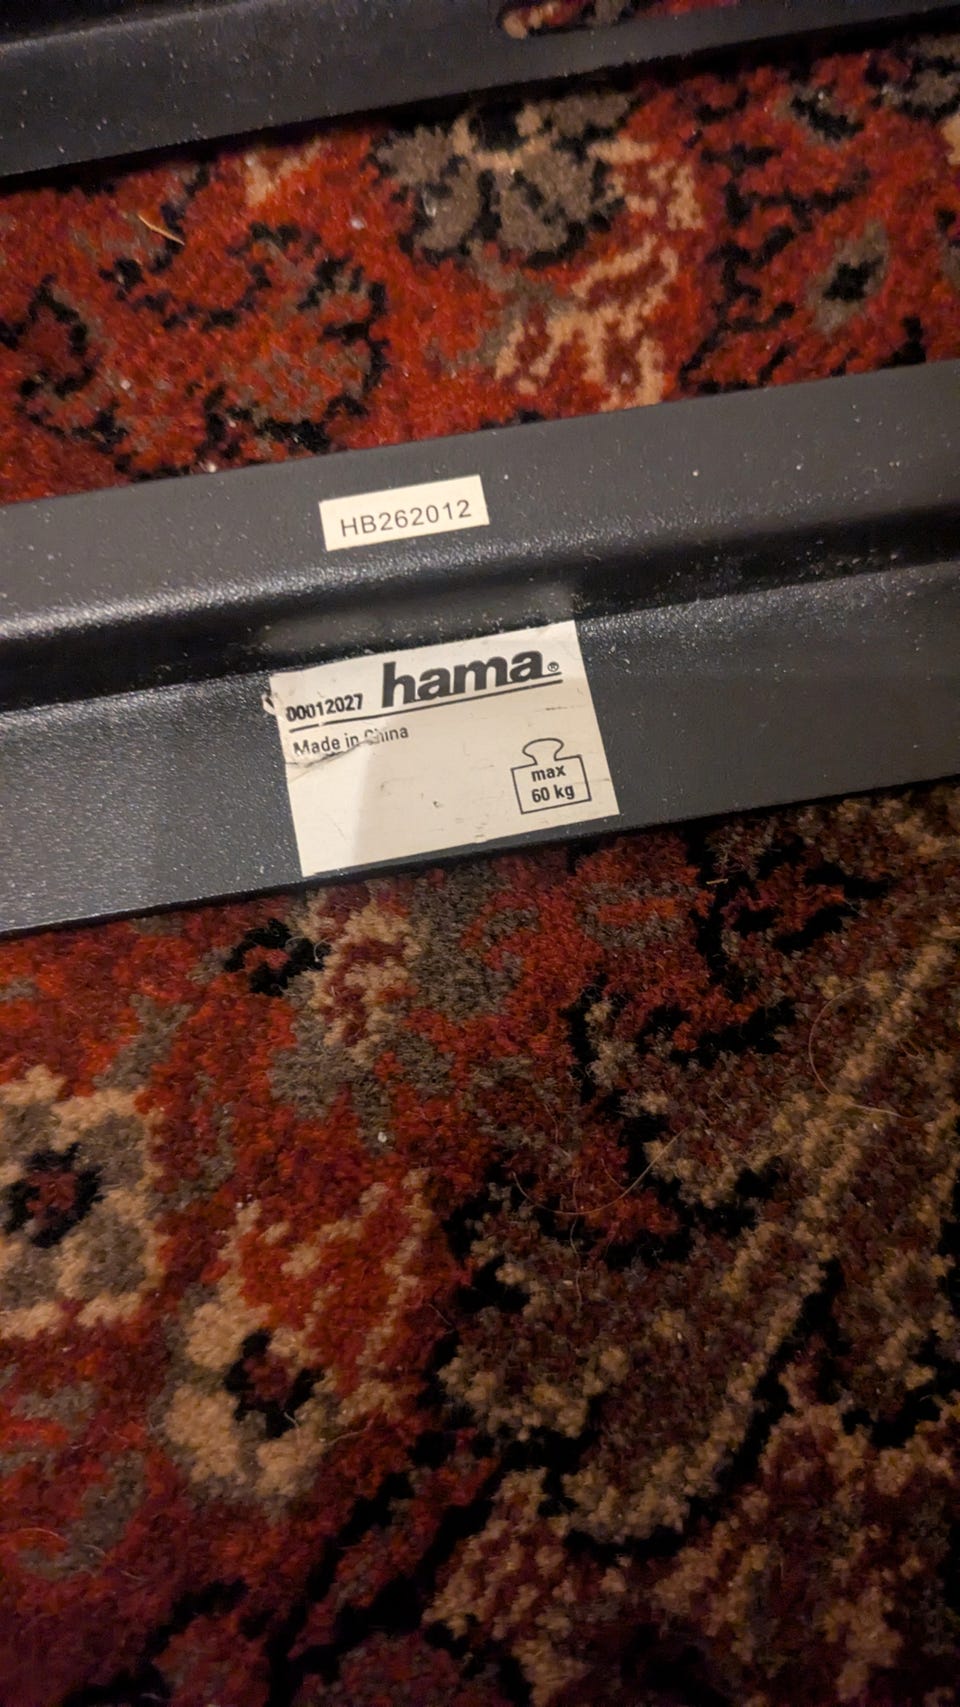 HB262012
00012027 hama®
Made in China
max
60 kg